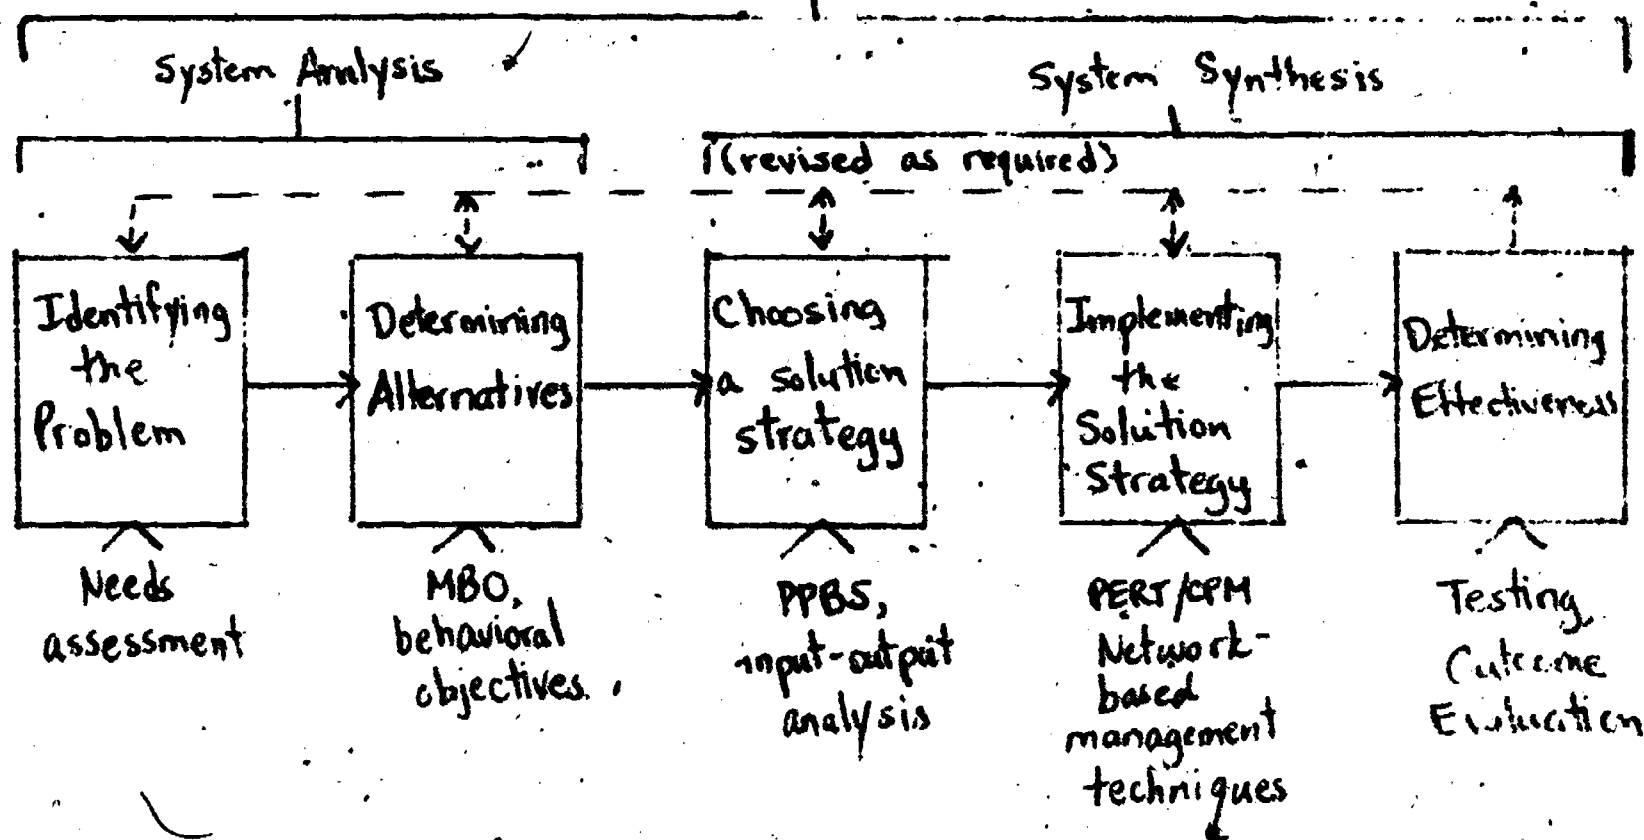 System Analysis
System Synthesis
(revised as required)
Identifying
the
Problem
Determining
Alternatives
Choosing
a solution
strategy
Implementing
the
Solution
Strategy
Determining
Effectiveness
Needs
assessment
MBO,
behavioral
objectives.
PPBS,
input-output
analysis
PERT/CPM
Network-
based
management
techniques
Testing,
Outcome
Evaluation